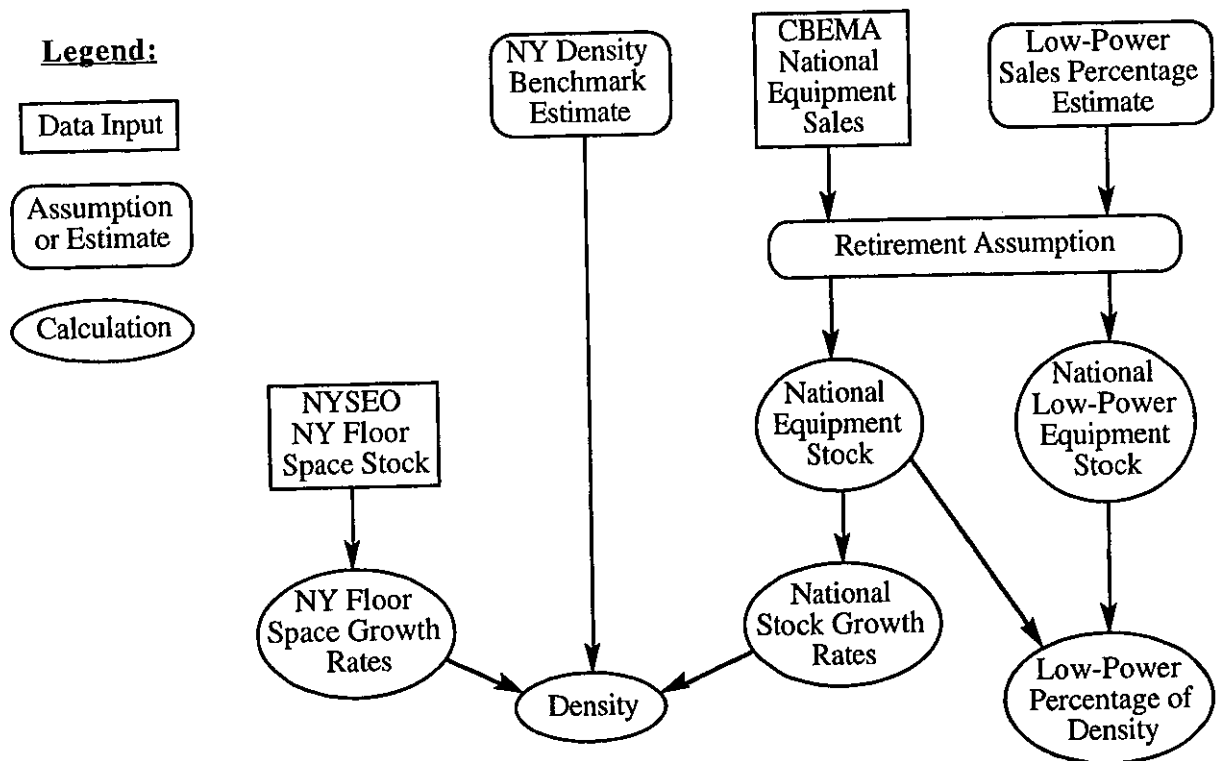 Legend:
Data Input
Assumption
or Estimate
Calculation
NY Density
Benchmark
Estimate
CBEMA
National
Equipment
Sales
Low-Power
Sales Percentage
Estimate
Retirement Assumption
NYSEO
NY Floor
Space Stock
National
Equipment
Stock
National
Low-Power
Equipment
Stock
NY Floor
Space Growth
Rates
National
Stock Growth
Rates
Density
Low-Power
Percentage of
Density